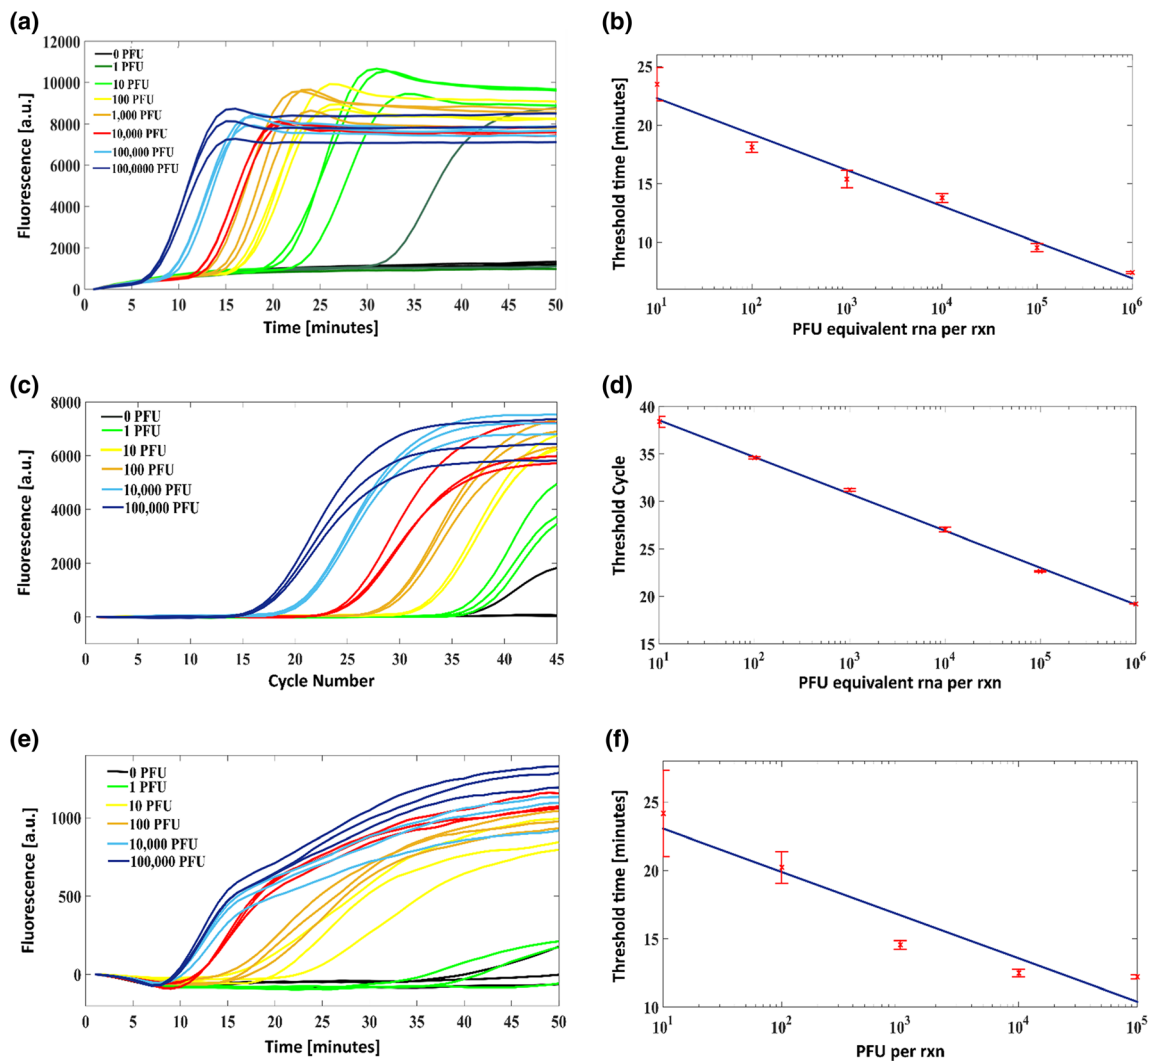 (a)
12000
10000
8000
6000
4000
2000
0
Fluorescence [a.u.]
0 PFU
1 PFU
10 PFU
100 PFU
1,000 PFU
10,000 PFU
100,000 PFU
100,0000 PFU
0 5 10 15 20 25 30 35 40 45 50
Time [minutes]
(b)
25
20
15
10
Threshold time [minutes]
10^1 10^2 10^3 10^4 10^5 10^6
PFU equivalent rna per rxn
(c)
8000
6000
4000
2000
0
Fluorescence [a.u.]
0 PFU
1 PFU
10 PFU
100 PFU
10,000 PFU
100,000 PFU
0 5 10 15 20 25 30 35 40 45
Cycle Number
(d)
40
35
30
25
20
15
Threshold Cycle
10^1 10^2 10^3 10^4 10^5 10^6
PFU equivalent rna per rxn
(e)
1000
500
0
Fluorescence [a.u.]
0 PFU
1 PFU
10 PFU
100 PFU
10,000 PFU
100,000 PFU
0 5 10 15 20 25 30 35 40 45 50
Time [minutes]
(f)
25
20
15
10
Threshold time [minutes]
10^1 10^2 10^3 10^4 10^5
PFU per rxn